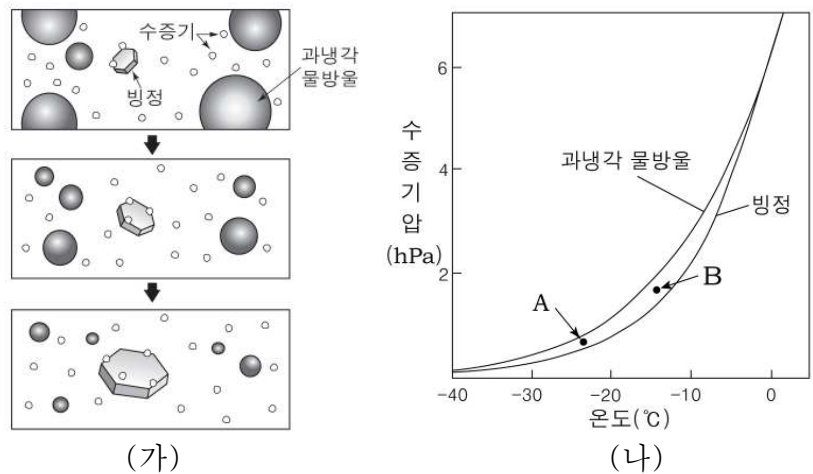 수증기
과냉각
물방울
빙정
(가)
6
4
2
수
증
기
압
(hPa)
과냉각 물방울
빙정
A
B
-40
-30
-20
-10
0
온도(℃)
(나)